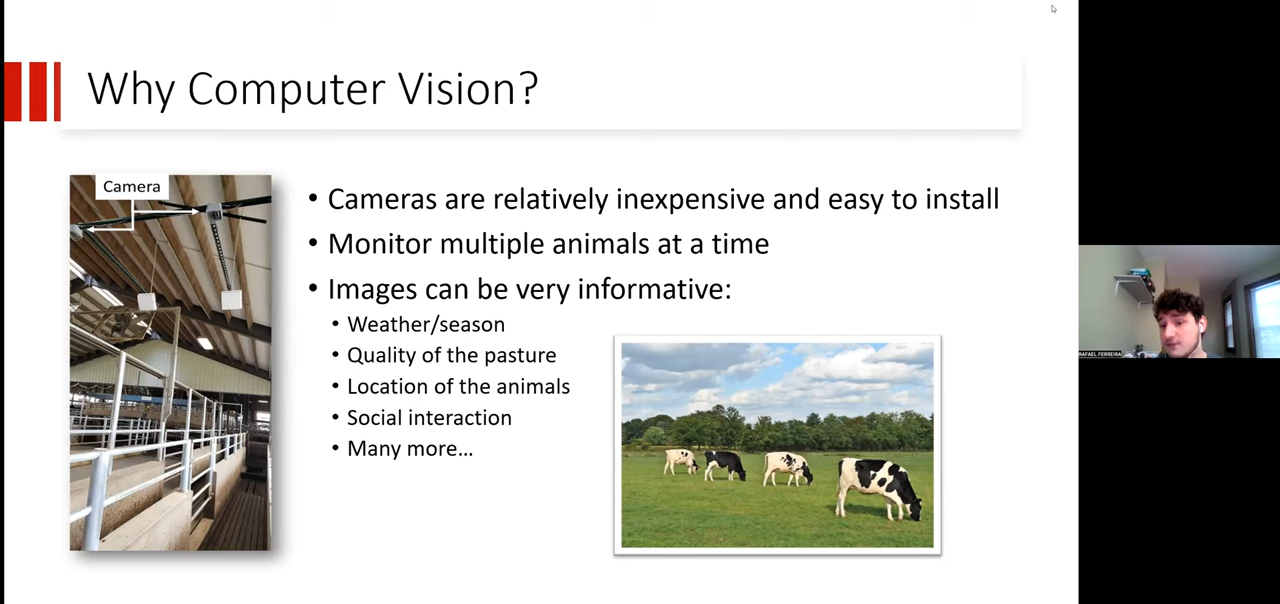 Why Computer Vision?
Camera
• Cameras are relatively inexpensive and easy to install
• Monitor multiple animals at a time
• Images can be very informative:
• Weather/season
• Quality of the pasture
• Location of the animals
• Social interaction
• Many more...
RAFAEL FERREIRA